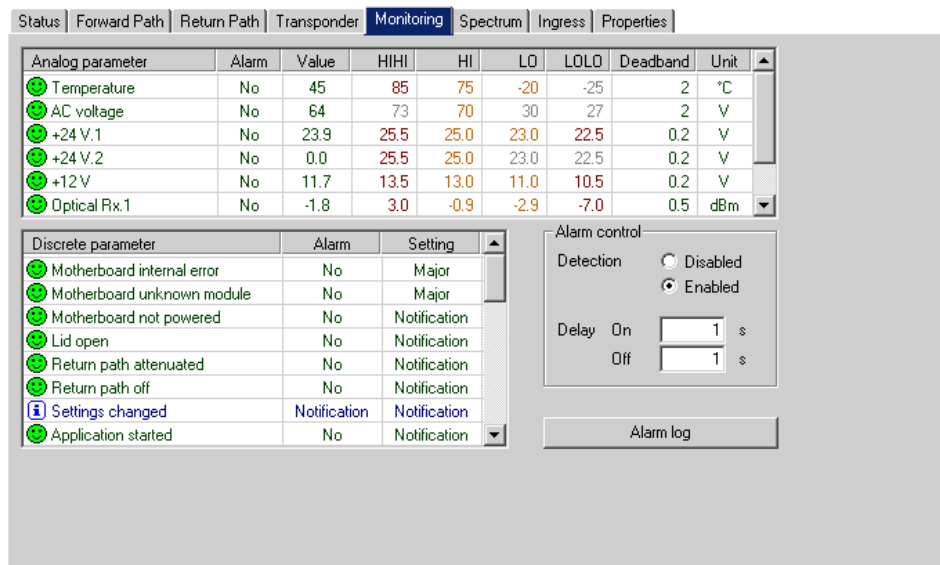 Status Forward Path Return Path Transponder Monitoring Spectrum Ingress Properties
Analog parameter Alarm Value HIHI HI LO LOLO Deadband Unit
Temperature No 45 85 75 -20 -25 2 °C
AC voltage No 64 73 70 30 27 2 V
+24 V.1 No 23.9 25.5 25.0 23.0 22.5 0.2 V
+24 V.2 No 0.0 25.5 25.0 23.0 22.5 0.2 V
+12 V No 11.7 13.5 13.0 11.0 10.5 0.2 V
Optical Rx.1 No -1.8 3.0 -0.9 -2.9 -7.0 0.5 dBm
Discrete parameter Alarm Setting
Motherboard internal error No Major
Motherboard unknown module No Major
Motherboard not powered No Notification
Lid open No Notification
Return path attenuated No Notification
Return path off No Notification
Settings changed Notification Notification
Application started No Notification
Alarm control
Detection Disabled
Enabled
Delay On 1 s
Off 1 s
Alarm log